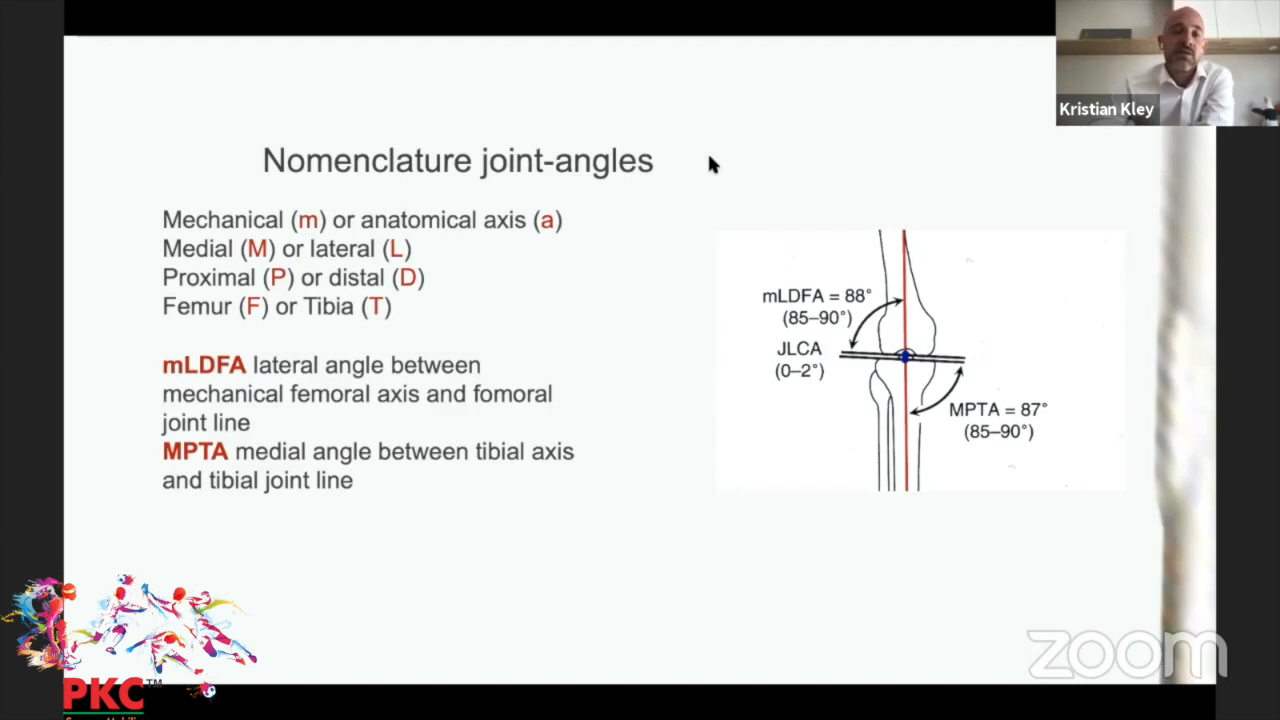 Kristian Kley
Nomenclature joint-angles
Mechanical (m) or anatomical axis (a)
Medial (M) or lateral (L)
Proximal (P) or distal (D)
Femur (F) or Tibia (T)
mLDFA lateral angle between
mechanical femoral axis and fomoral
joint line
MPTA medial angle between tibial axis
and tibial joint line
mLDFA = 88°
(85–90°)
JLCA
(0–2°)
MPTA = 87°
(85–90°)
zoom
PKC™